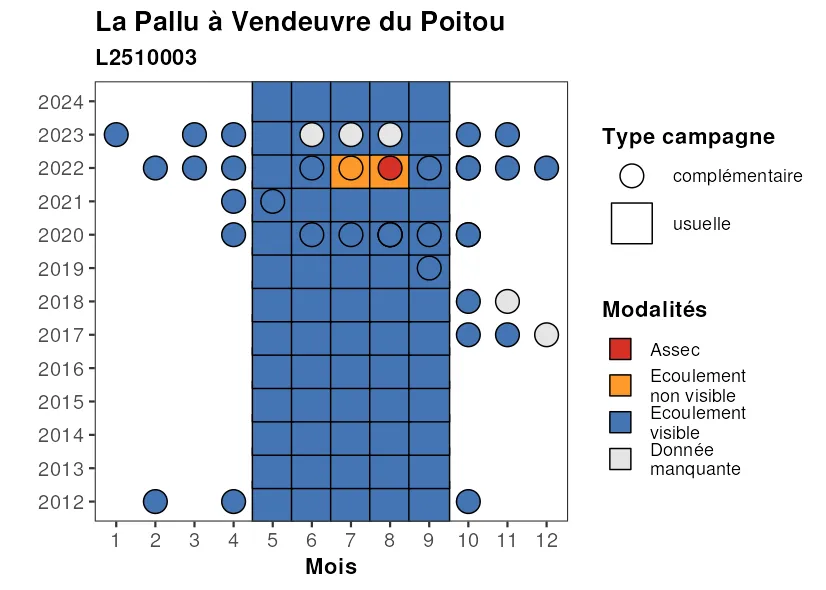 La Pallu à Vendeuvre du Poitou
L2510003
2024
2023
2022
2021
2020
2019
2018
2017
2016
2015
2014
2013
2012
1 2 3 4 5 6 7 8 9 10 11 12
Mois
Type campagne
complémentaire
usuelle
Modalités
Assec
Ecoulement
non visible
Ecoulement
visible
Donnée
manquante